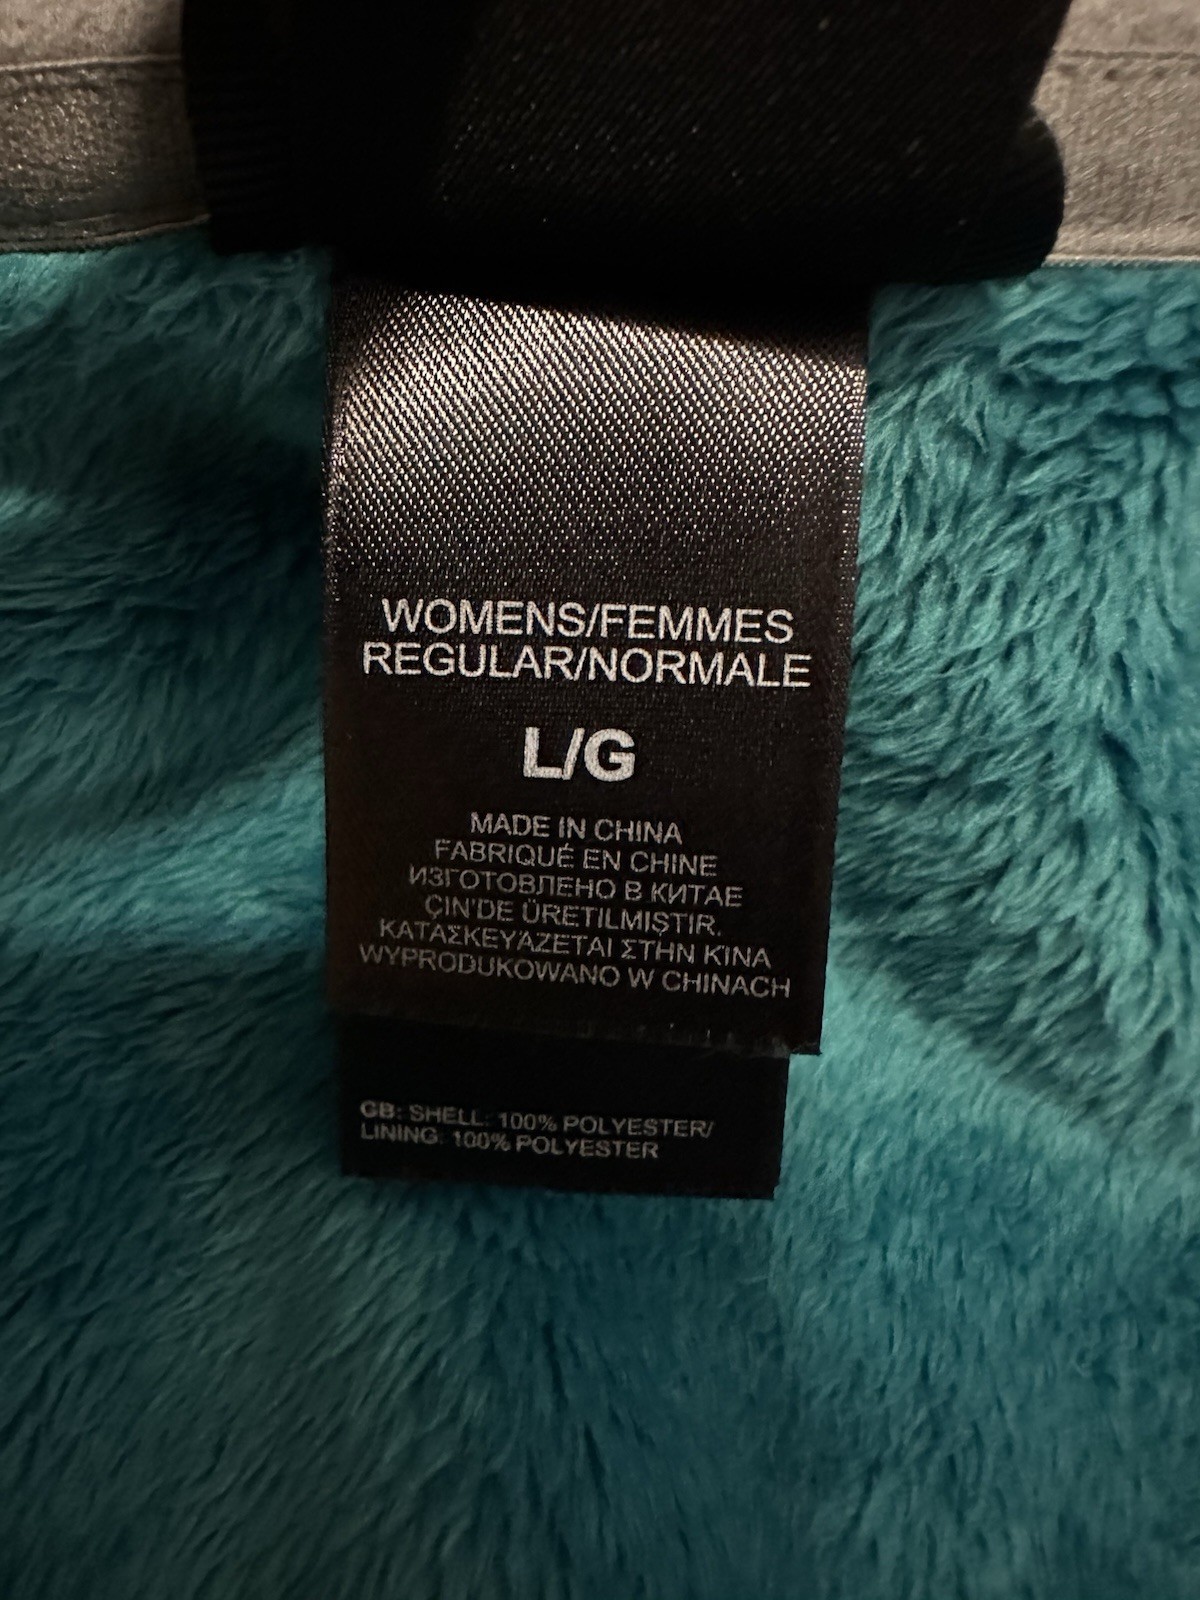 WOMENS/FEMMES
REGULAR/NORMALE
L/G
MADE IN CHINA
FABRIQUÉ EN CHINE
ИЗГОТОВЛЕНО В КИТАЕ
ÇIN'DE ÜRETILMIŞTIR.
ΚΑΤΑΣΚΕΥΆΖΕΤΑΙ ΣΤΗΝ ΚΊΝΑ
WYPRODUKOWANO W CHINACH
GB: SHELL: 100% POLYESTER/
LINING: 100% POLYESTER